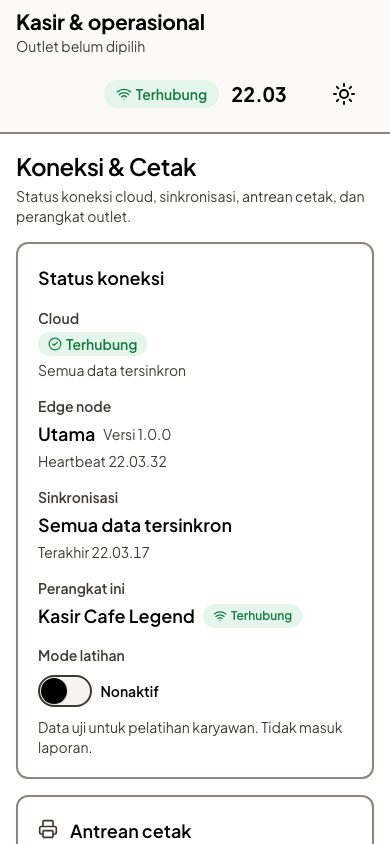 Kasir & operasional
Outlet belum dipilih
Terhubung 22.03
Koneksi & Cetak
Status koneksi cloud, sinkronisasi, antrean cetak, dan
perangkat outlet.
Status koneksi
Cloud
Terhubung
Semua data tersinkron
Edge node
Utama Versi 1.0.0
Heartbeat 22.03.32
Sinkronisasi
Semua data tersinkron
Terakhir 22.03.17
Perangkat ini
Kasir Cafe Legend Terhubung
Mode latihan
Nonaktif
Data uji untuk pelatihan karyawan. Tidak masuk
laporan.
Antrean cetak